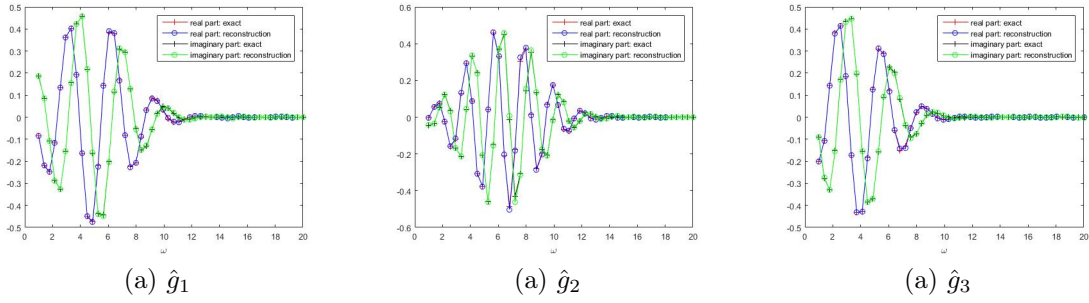 0.5
0.4
0.3
0.2
0.1
0
-0.1
-0.2
-0.3
-0.4
-0.5
0 2 4 6 8 10 12 14 16 18 20
ω
real part: exact
real part: reconstruction
imaginary part: exact
imaginary part: reconstruction
(a) ĝ₁
0.6
0.4
0.2
0
-0.2
-0.4
-0.6
0 2 4 6 8 10 12 14 16 18 20
ω
real part: exact
real part: reconstruction
imaginary part: exact
imaginary part: reconstruction
(a) ĝ₂
0.5
0.4
0.3
0.2
0.1
0
-0.1
-0.2
-0.3
-0.4
-0.5
0 2 4 6 8 10 12 14 16 18 20
ω
real part: exact
real part: reconstruction
imaginary part: exact
imaginary part: reconstruction
(a) ĝ₃